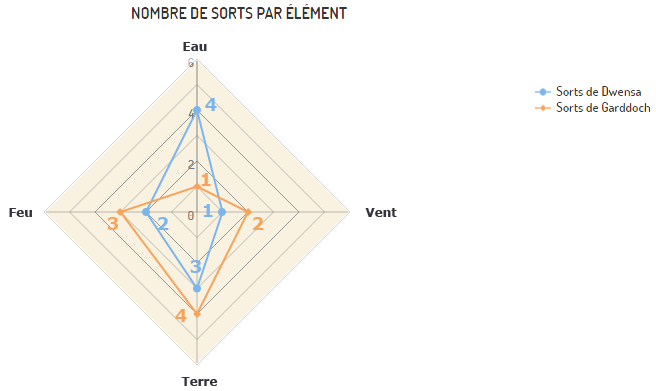 NOMBRE DE SORTS PAR ÉLÉMENT
Eau
6
Sorts de Dwensa
4
4
Sorts de Garddoch
2
1
Feu
1
Vent
0
3
2
2
3
4
Terre